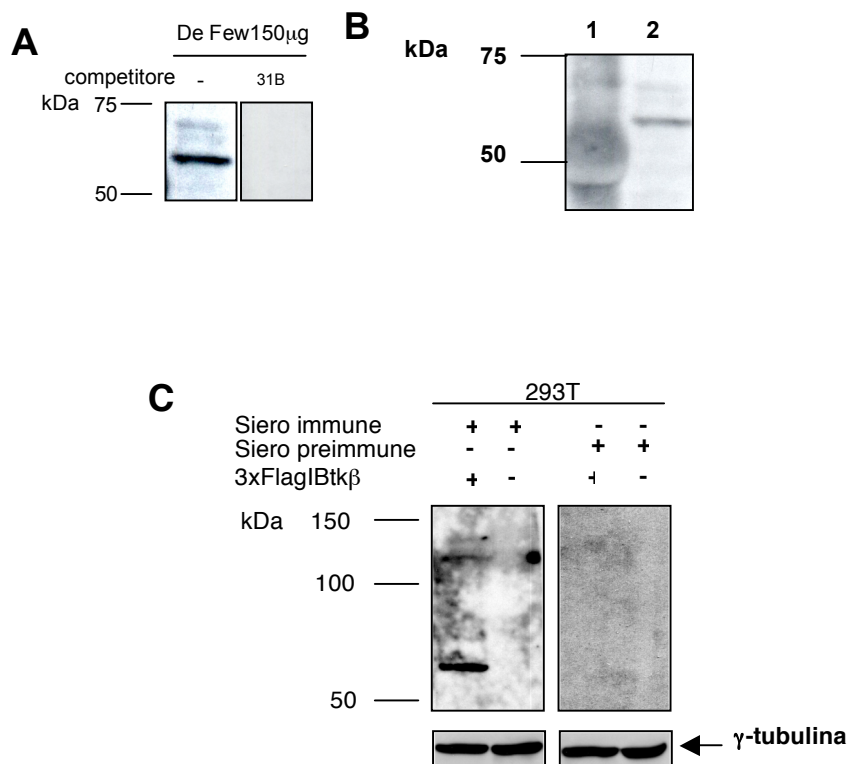 A
De Few150μg
competitore - 31B
kDa 75
50
B
1 2
kDa 75
50
C
293T
Siero immune + + - -
Siero preimmune - - + +
3xFlagIBtkβ + - + -
kDa 150
100
50
γ-tubulina